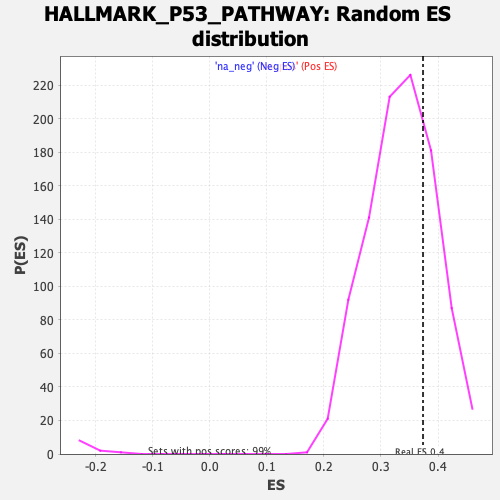 HALLMARK_P53_PATHWAY: Random ES
distribution
'na_neg' (Neg ES)' (Pos ES)
P(ES)
220
200
180
160
140
120
100
80
60
40
20
0
Sets with pos scores: 99%
Real ES 0.4
-0.2 -0.1 0.0 0.1 0.2 0.3 0.4
ES